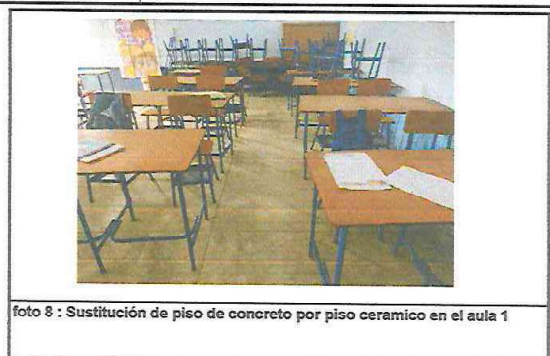 foto 8 : Sustitución de piso de concreto por piso ceramico en el aula 1